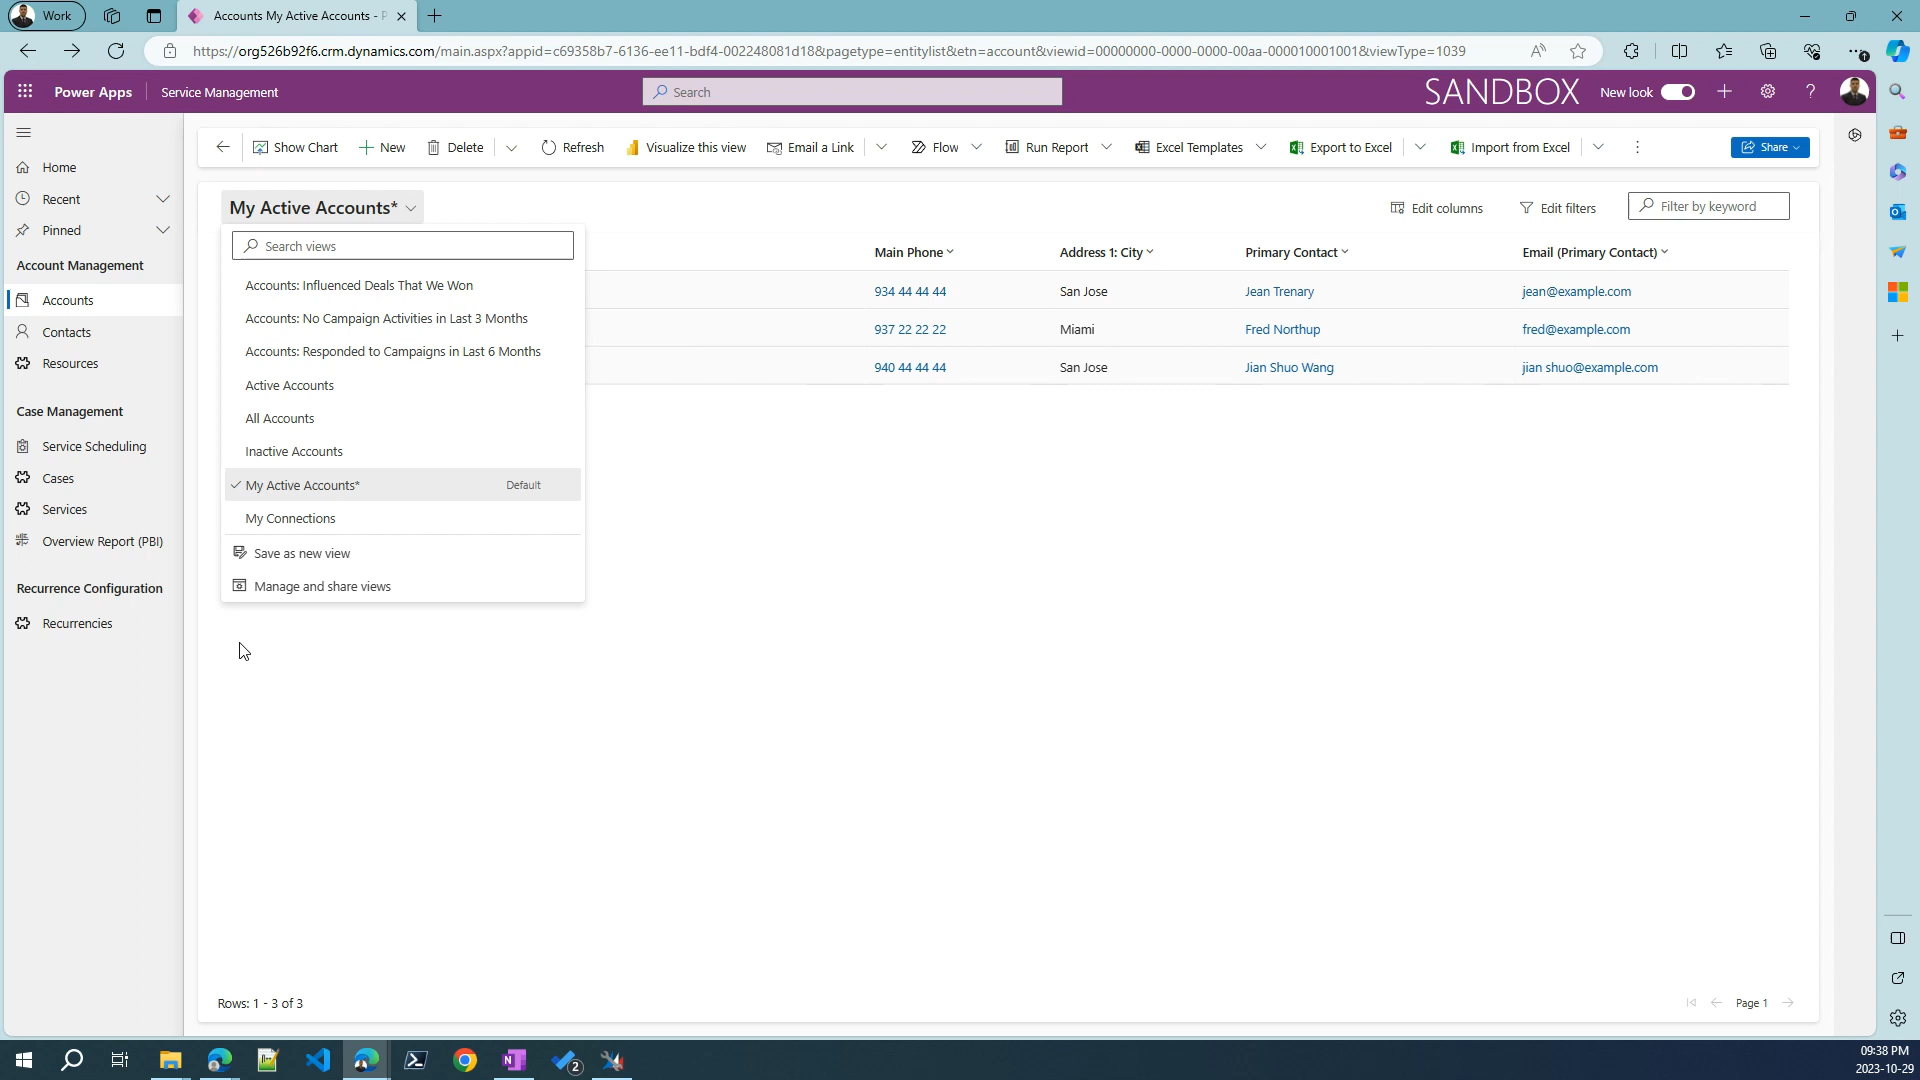 Work
Accounts My Active Accounts - P
https://org526b92f6.crm.dynamics.com/main.aspx?appid=c69358b7-6136-ee11-bdf4-002248081d18&pagetype=entitylist&etn=account&viewid=00000000-0000-0000-00aa-000010001001&viewType=1039
Power Apps
Service Management
Search
SANDBOX
New look
Show Chart
New
Delete
Refresh
Visualize this view
Email a Link
Flow
Run Report
Excel Templates
Export to Excel
Import from Excel
Share
Home
Recent
Pinned
Account Management
Accounts
Contacts
Resources
Case Management
Service Scheduling
Cases
Services
Overview Report (PBI)
Recurrence Configuration
Recurrencies
My Active Accounts*
Edit columns
Edit filters
Filter by keyword
Search views
Accounts: Influenced Deals That We Won
Accounts: No Campaign Activities in Last 3 Months
Accounts: Responded to Campaigns in Last 6 Months
Active Accounts
All Accounts
Inactive Accounts
My Active Accounts* Default
My Connections
Save as new view
Manage and share views
Main Phone Address 1: City Primary Contact Email (Primary Contact)
934 44 44 44 San Jose Jean Trenary jean@example.com
937 22 22 22 Miami Fred Northup fred@example.com
940 44 44 44 San Jose Jian Shuo Wang jian shuo@example.com
Rows: 1 - 3 of 3
Page 1
2
09:38 PM
2023-10-29